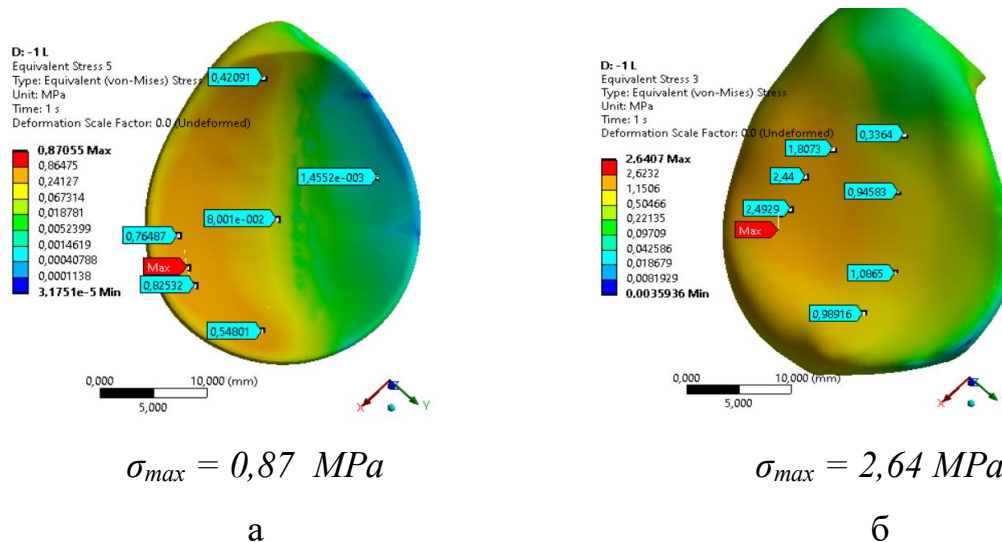 D: -1 L
Equivalent Stress 5
Type: Equivalent (von-Mises) Stress
Unit: MPa
Time: 1 s
Deformation Scale Factor: 0.0 (Undeformed)
0,87055 Max
0,86475
0,24127
0,067314
0,018781
0,0052399
0,0014619
0,00040788
0,0001138
3,1751e-5 Min
0,42091
1,4552e-003
8,001e-002
0,76487
Max
0,82532
0,54801
0,000
10,000 (mm)
5,000
X
Z
Y
σmax = 0,87 MPa
а
D: -1 L
Equivalent Stress 3
Type: Equivalent (von-Mises) Stress
Unit: MPa
Time: 1 s
Deformation Scale Factor: 0.0 (Undeformed)
2,6407 Max
2,6232
1,1506
0,50466
0,22135
0,09709
0,042586
0,018679
0,0081929
0,0035936 Min
0,3364
1,8073
2,44
0,94583
2,4929
Max
1,0865
0,98916
0,000
10,000 (mm)
5,000
X
Z
σmax = 2,64 MPa
б